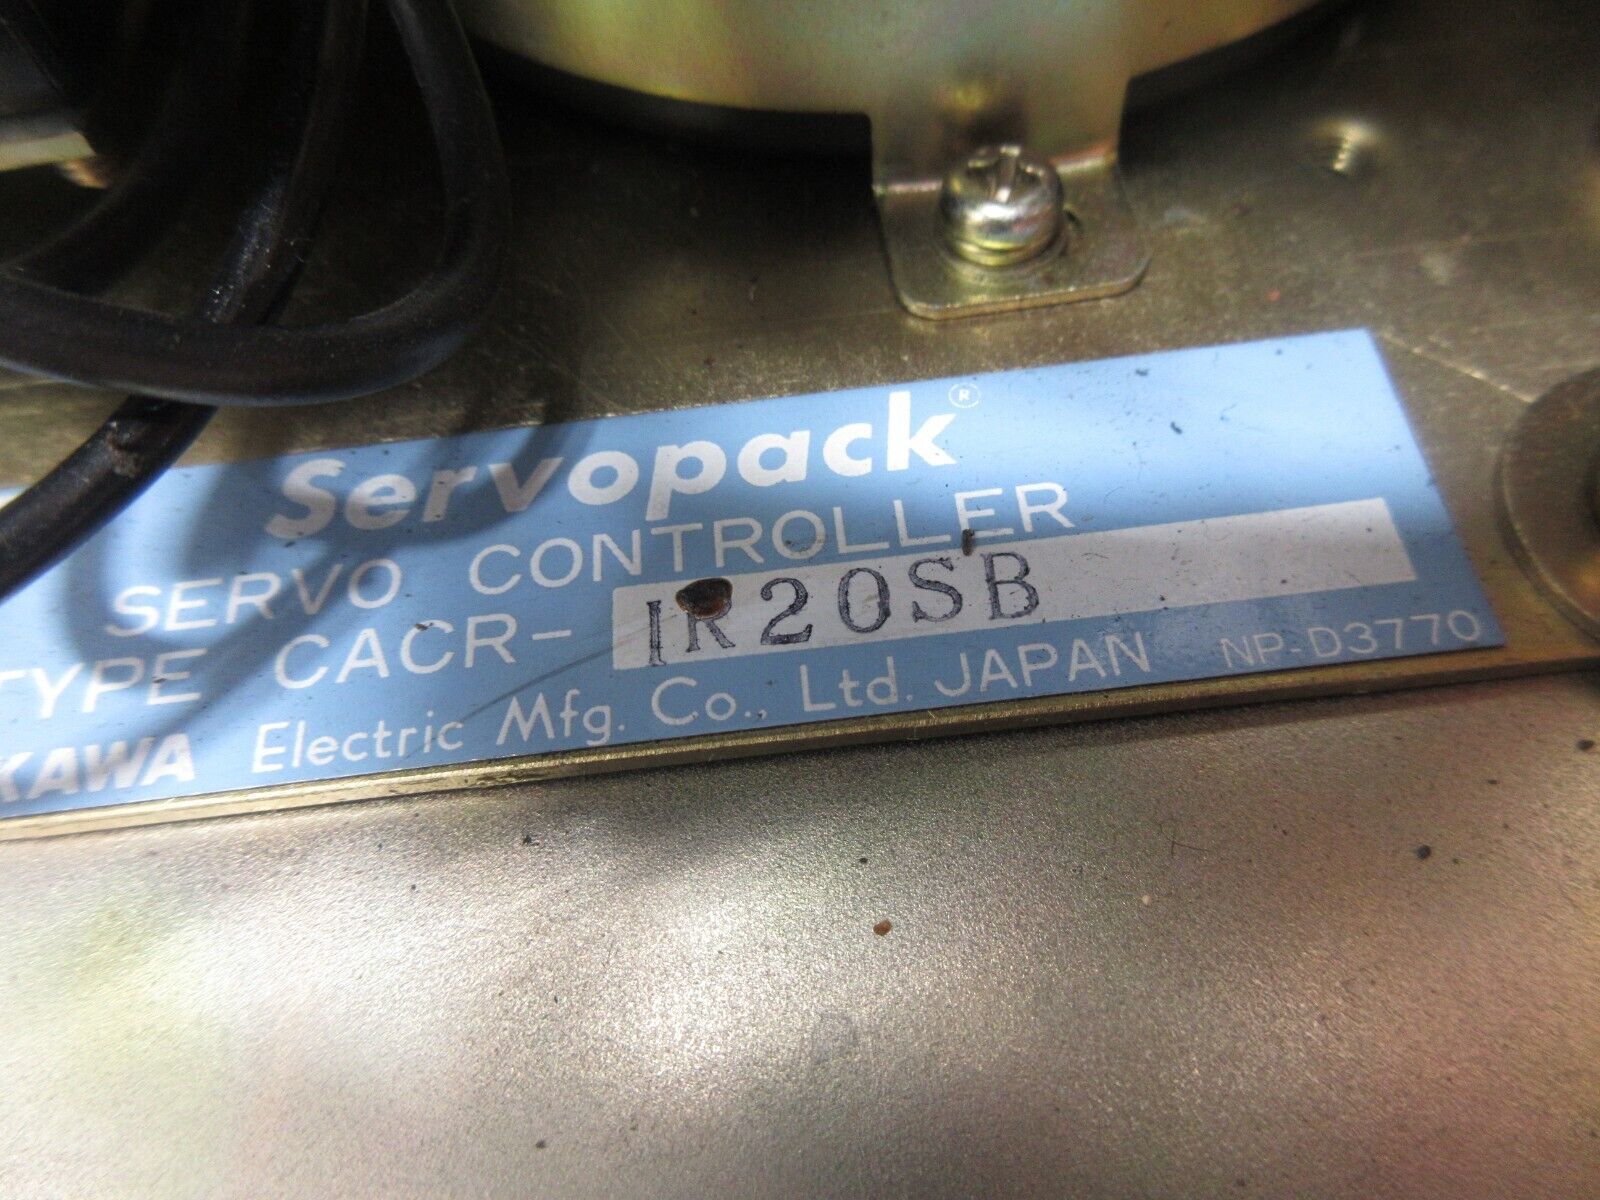 Servopack®
SERVO CONTROLLER
TYPE CACR- IR20SB
KAWA Electric Mfg. Co., Ltd. JAPAN NP-D3770